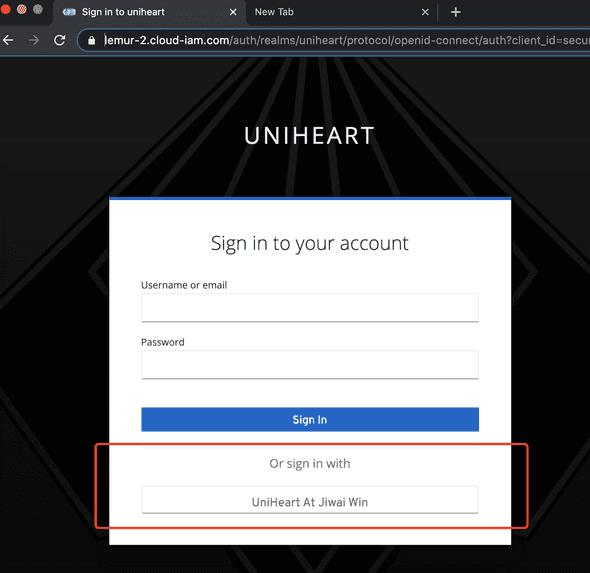 Sign in to uniheart
New Tab
lemur-2.cloud-iam.com/auth/realms/uniheart/protocol/openid-connect/auth?client_id=secur
UNIHEART
Sign in to your account
Username or email
Password
Sign In
Or sign in with
UniHeart At Jiwai Win